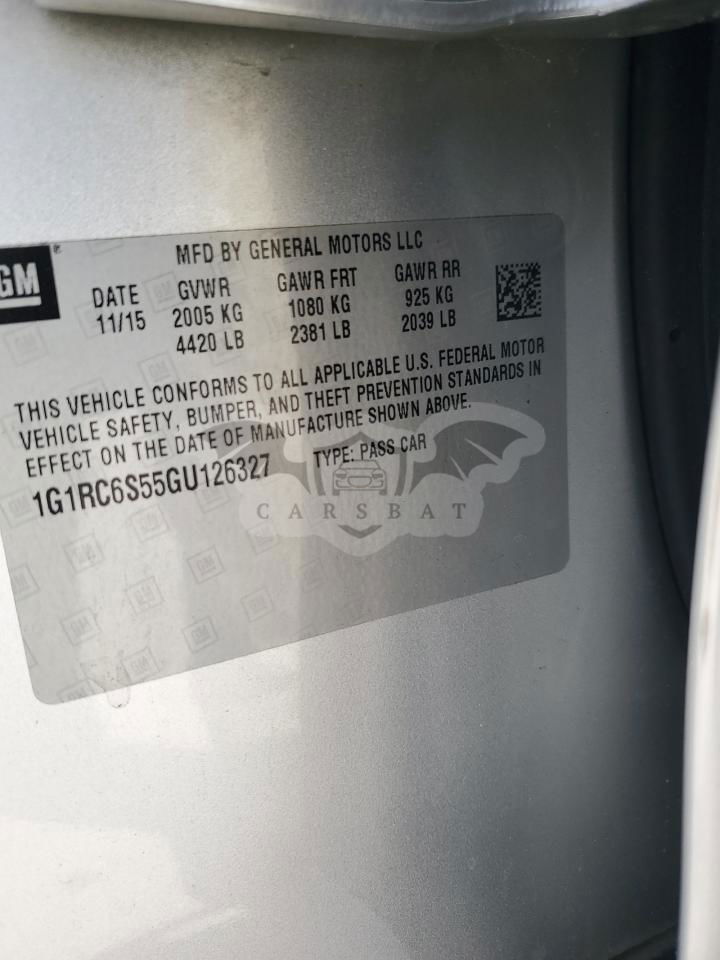 GM
MFD BY GENERAL MOTORS LLC
DATE GVWR GAWR FRT GAWR RR
11/15 2005 KG 1080 KG 925 KG
4420 LB 2381 LB 2039 LB
THIS VEHICLE CONFORMS TO ALL APPLICABLE U.S. FEDERAL MOTOR
VEHICLE SAFETY, BUMPER, AND THEFT PREVENTION STANDARDS IN
EFFECT ON THE DATE OF MANUFACTURE SHOWN ABOVE.
1G1RC6S55GU126327 TYPE: PASS CAR
CARSBAT